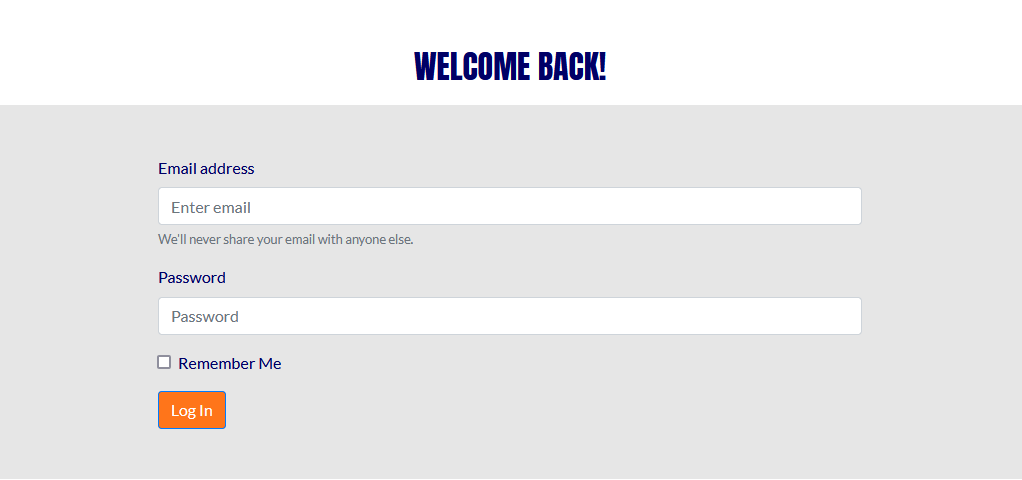 WELCOME BACK!
Email address
Enter email
We'll never share your email with anyone else.
Password
Password
Remember Me
Log In